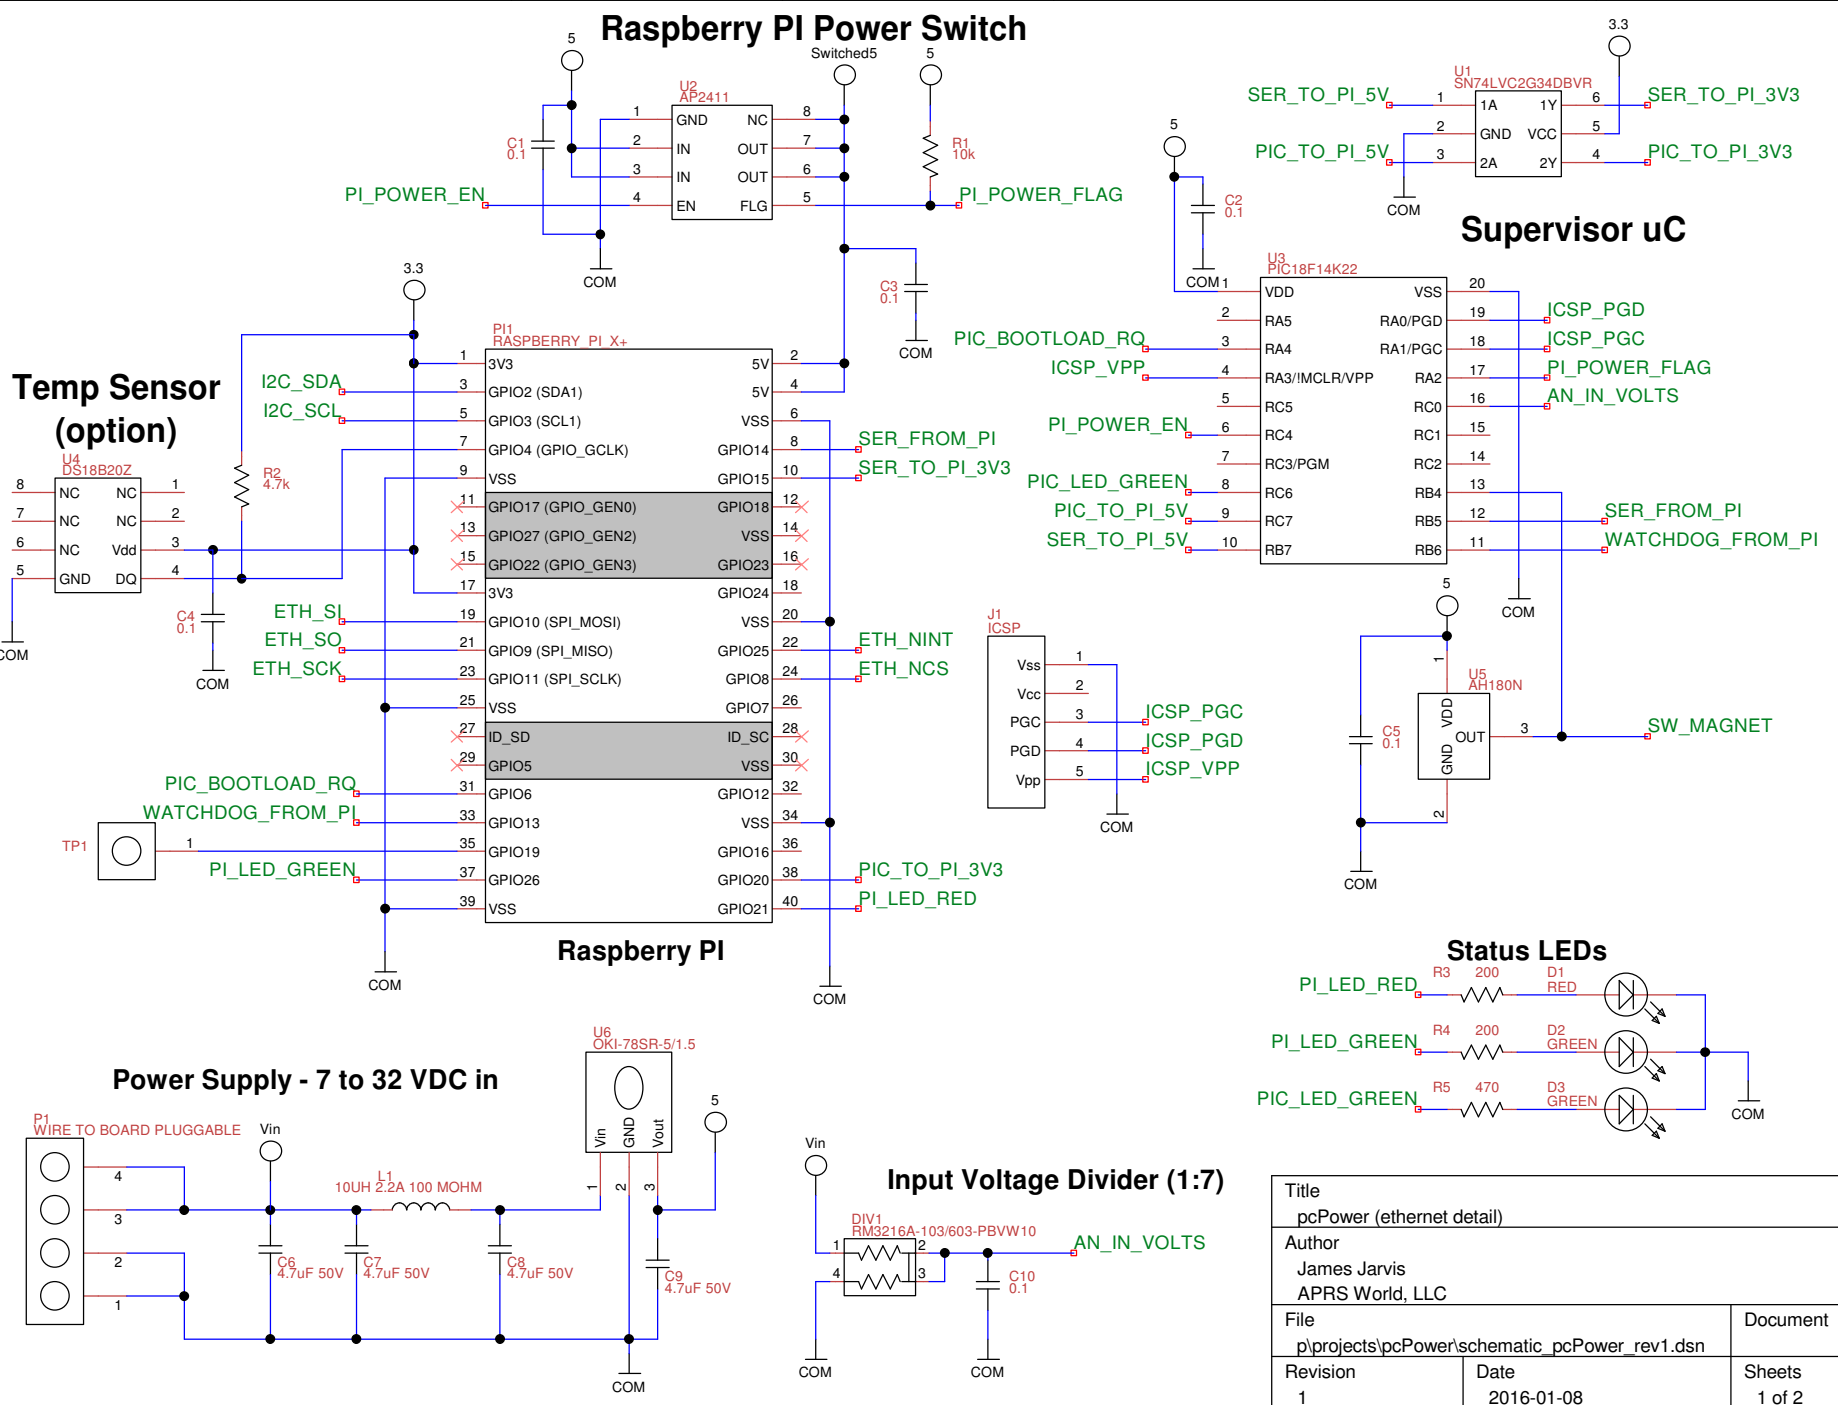 Raspberry PI Power Switch
5
U2
AP2411
1 GND NC 8
2 IN OUT 7
3 IN OUT 6
4 EN FLG 5
C1
0.1
PI_POWER_EN
COM
Switched5
5
R1
10k
PI_POWER_FLAG
C3
0.1
COM
3.3
U1
SN74LVC2G34DBVR
SER_TO_PI_5V 1 1A 1Y 6 SER_TO_PI_3V3
2 GND VCC 5
PIC_TO_PI_5V 3 2A 2Y 4 PIC_TO_PI_3V3
COM
Supervisor uC
5
C2
0.1
COM
U3
PIC18F14K22
1 VDD VSS 20
2 RA5 RA0/PGD 19 ICSP_PGD
PIC_BOOTLOAD_RQ 3 RA4 RA1/PGC 18 ICSP_PGC
ICSP_VPP 4 RA3/!MCLR/VPP RA2 17 PI_POWER_FLAG
5 RC5 RC0 16 AN_IN_VOLTS
PI_POWER_EN 6 RC4 RC1 15
7 RC3/PGM RC2 14
PIC_LED_GREEN 8 RC6 RB4 13
PIC_TO_PI_5V 9 RC7 RB5 12 SER_FROM_PI
SER_TO_PI_5V 10 RB7 RB6 11 WATCHDOG_FROM_PI
COM
Temp Sensor
(option)
U4
DS18B20Z
8 NC NC 1
7 NC NC 2
6 NC Vdd 3
5 GND DQ 4
COM
R2
4.7k
C4
0.1
COM
3.3
PI1
RASPBERRY_PI_X+
1 3V3 5V 2
I2C_SDA 3 GPIO2 (SDA1) 5V 4
I2C_SCL 5 GPIO3 (SCL1) VSS 6
7 GPIO4 (GPIO_GCLK) GPIO14 8 SER_FROM_PI
9 VSS GPIO15 10 SER_TO_PI_3V3
11 GPIO17 (GPIO_GEN0) GPIO18 12
13 GPIO27 (GPIO_GEN2) VSS 14
15 GPIO22 (GPIO_GEN3) GPIO23 16
17 3V3 GPIO24 18
ETH_SI 19 GPIO10 (SPI_MOSI) VSS 20
ETH_SO 21 GPIO9 (SPI_MISO) GPIO25 22 ETH_NINT
ETH_SCK 23 GPIO11 (SPI_SCLK) GPIO8 24 ETH_NCS
25 VSS GPIO7 26
27 ID_SD ID_SC 28
29 GPIO5 VSS 30
PIC_BOOTLOAD_RQ 31 GPIO6 GPIO12 32
WATCHDOG_FROM_PI 33 GPIO13 VSS 34
TP1 1 35 GPIO19 GPIO16 36
PI_LED_GREEN 37 GPIO26 GPIO20 38 PIC_TO_PI_3V3
39 VSS GPIO21 40 PI_LED_RED
Raspberry PI
COM
COM
J1
ICSP
Vss 1
Vcc 2
PGC 3 ICSP_PGC
PGD 4 ICSP_PGD
Vpp 5 ICSP_VPP
COM
5
1
U5
AH180N
VDD
OUT 3 SW_MAGNET
GND
2
C5
0.1
COM
Status LEDs
PI_LED_RED R3 200 D1 RED
PI_LED_GREEN R4 200 D2 GREEN
PIC_LED_GREEN R5 470 D3 GREEN
COM
Power Supply - 7 to 32 VDC in
P1
WIRE TO BOARD PLUGGABLE
4
3
2
1
Vin
L1
10UH 2.2A 100 MOHM
C6
4.7uF 50V
C7
4.7uF 50V
C8
4.7uF 50V
U6
OKI-78SR-5/1.5
Vin GND Vout
1 2 3
5
C9
4.7uF 50V
COM
Input Voltage Divider (1:7)
Vin
DIV1
RM3216A-103/603-PBVW10
1 2 AN_IN_VOLTS
4 3
C10
0.1
COM
COM
Title
pcPower (ethernet detail)
Author
James Jarvis
APRS World, LLC
File Document
p\projects\pcPower\schematic_pcPower_rev1.dsn
Revision Date Sheets
1 2016-01-08 1 of 2